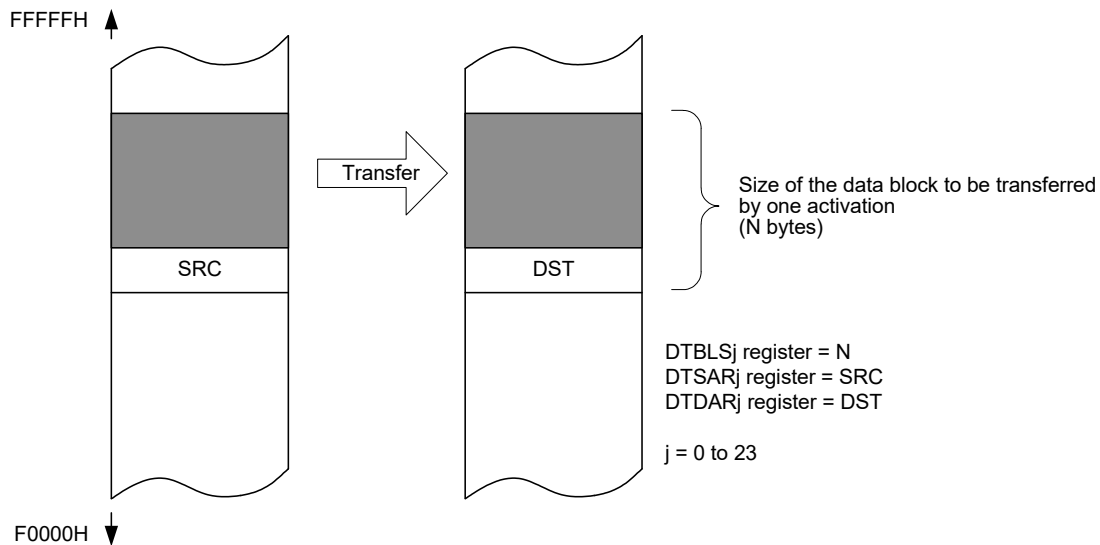 FFFFFH
Transfer
Size of the data block to be transferred
by one activation
(N bytes)
SRC
DST
DTBLSj register = N
DTSARj register = SRC
DTDARj register = DST
j = 0 to 23
F0000H